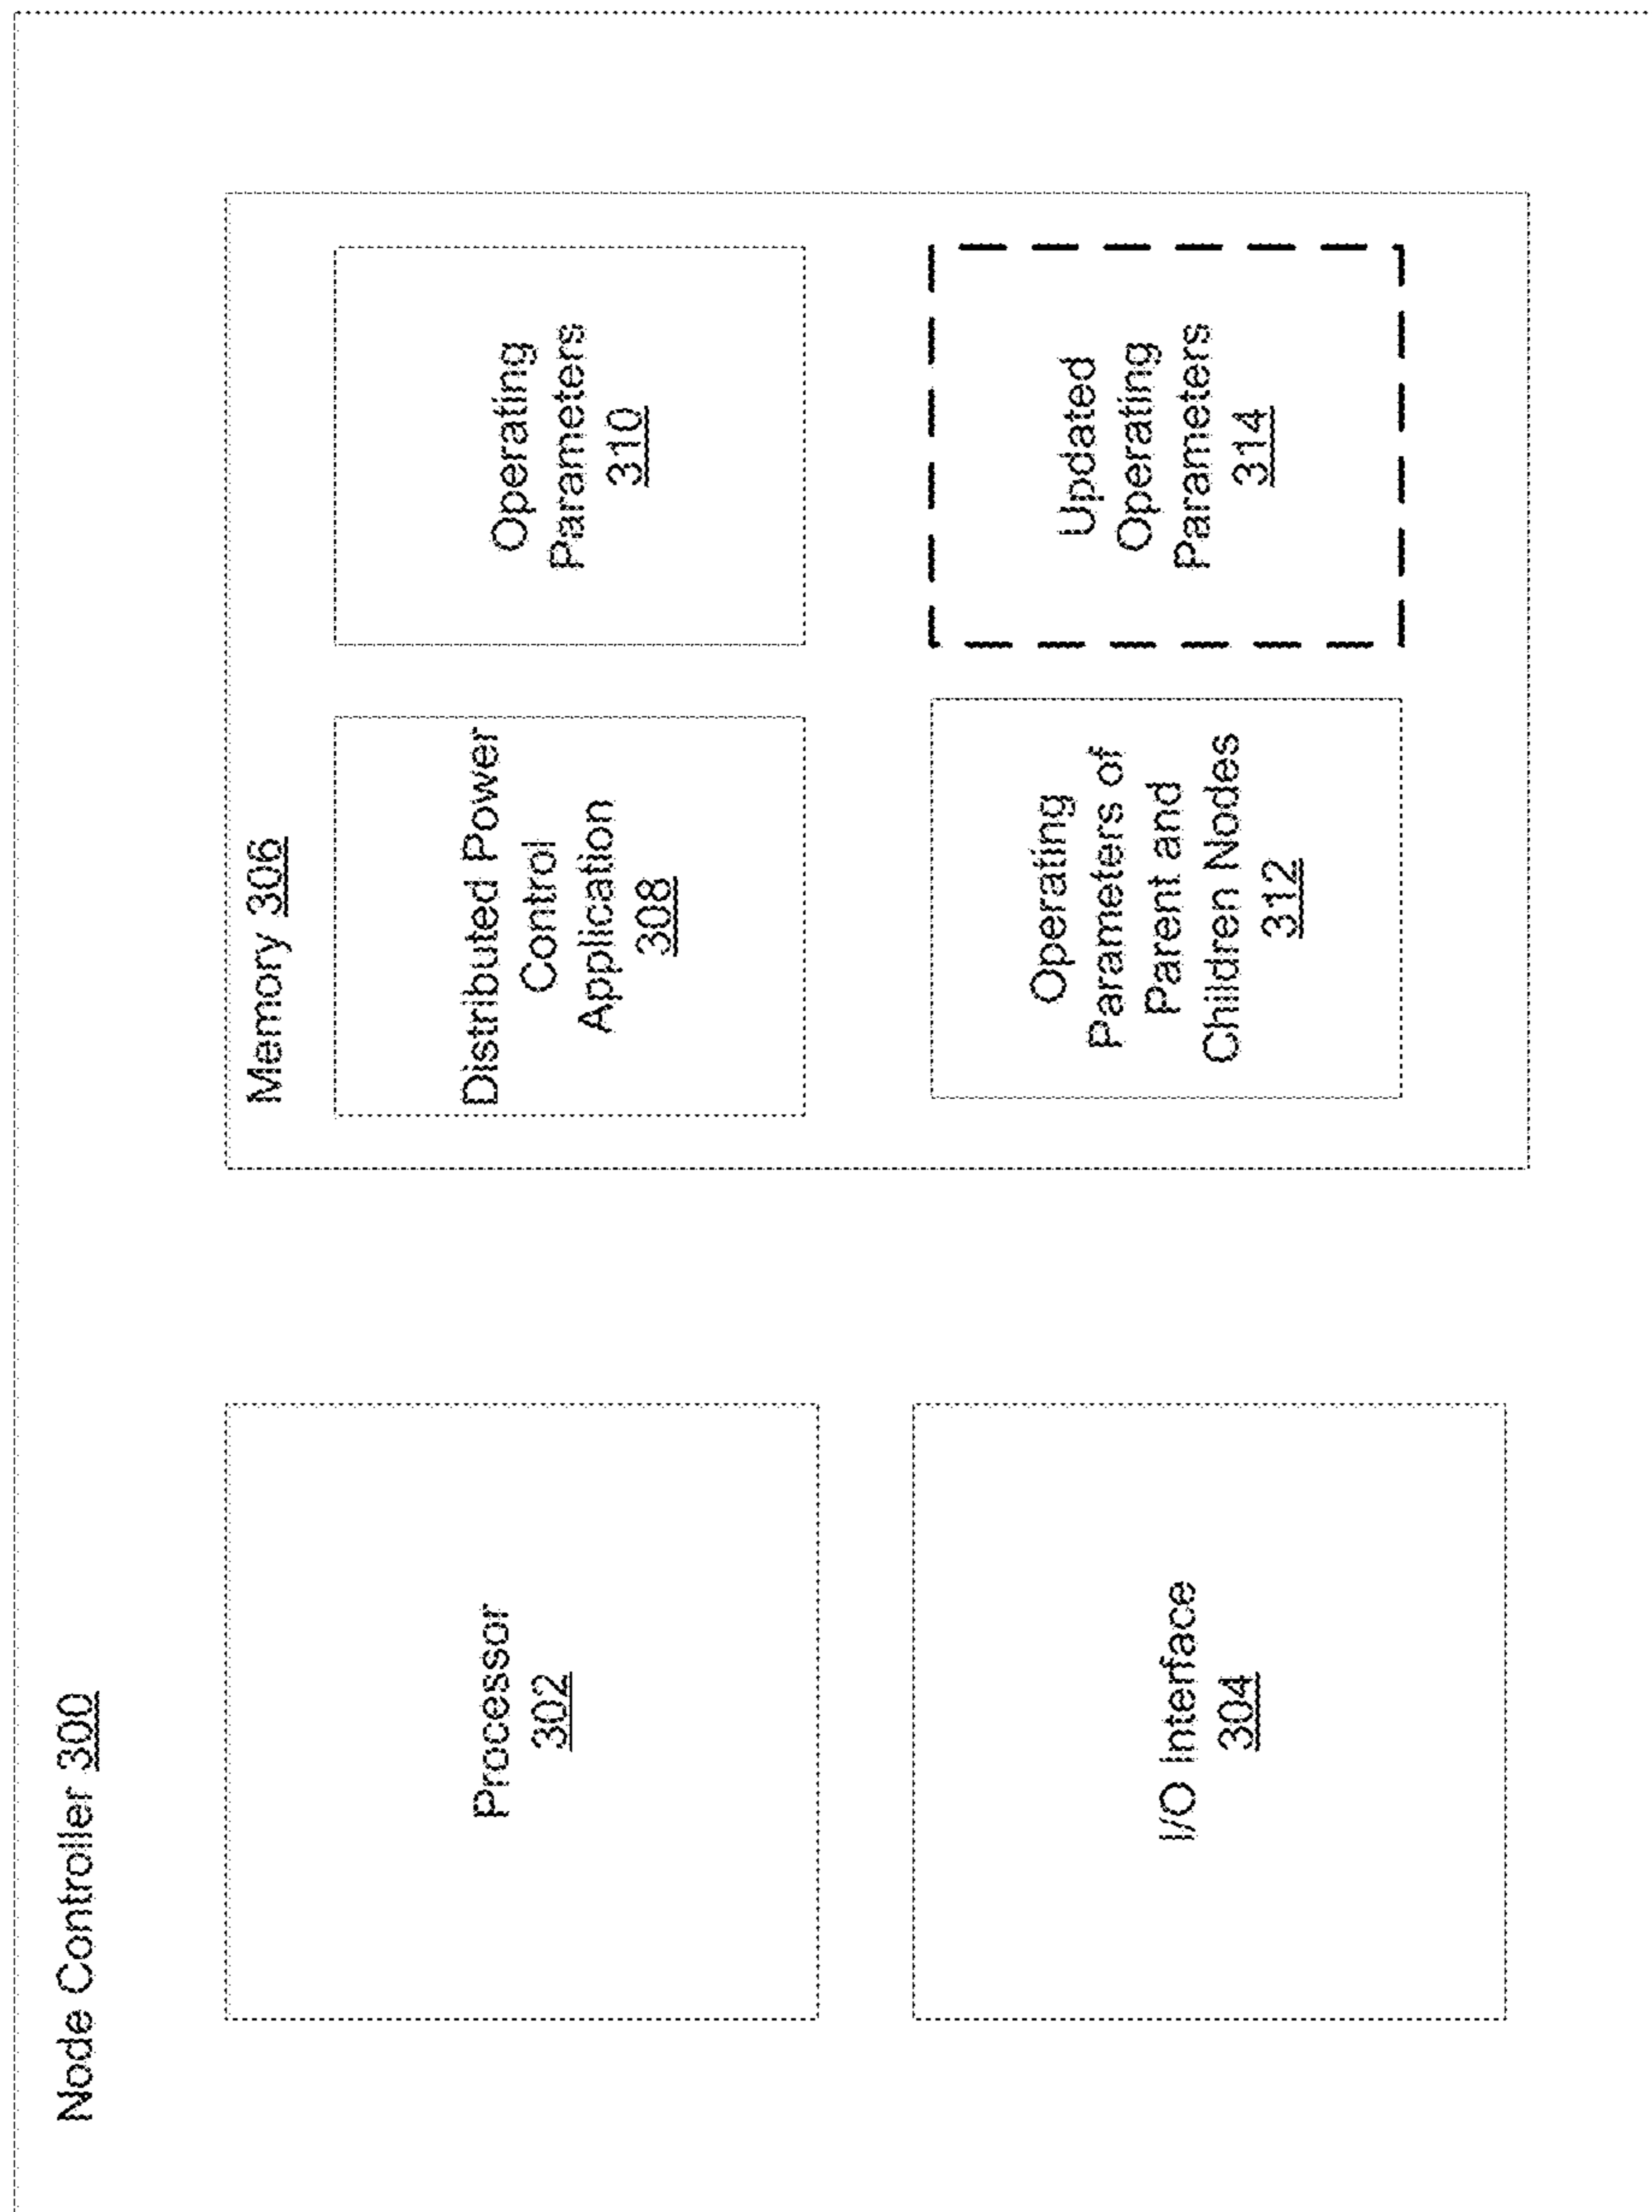 Node Controller 300
Processor
302
I/O Interface
304
Memory 306
Distributed Power
Control
Application
308
Operating
Parameters
310
Operating
Parameters of
Parent and
Children Nodes
312
Updated
Operating
Parameters
314